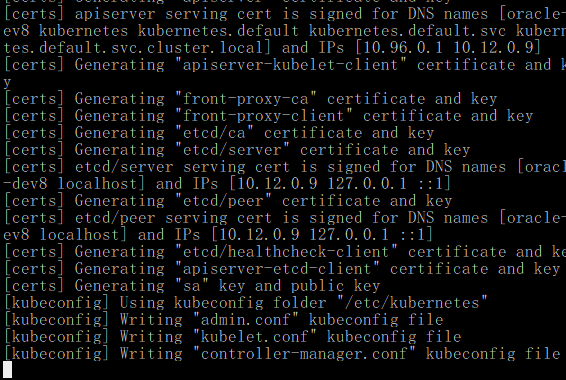 [certs] Generating "apiserver" certificate and key
[certs] apiserver serving cert is signed for DNS names [oracle-
ev8 kubernetes kubernetes.default kubernetes.default.svc kubern
tes.default.svc.cluster.local] and IPs [10.96.0.1 10.12.0.9]
[certs] Generating "apiserver-kubelet-client" certificate and k
y
[certs] Generating "front-proxy-ca" certificate and key
[certs] Generating "front-proxy-client" certificate and key
[certs] Generating "etcd/ca" certificate and key
[certs] Generating "etcd/server" certificate and key
[certs] etcd/server serving cert is signed for DNS names [oracl
-dev8 localhost] and IPs [10.12.0.9 127.0.0.1 ::1]
[certs] Generating "etcd/peer" certificate and key
[certs] etcd/peer serving cert is signed for DNS names [oracle-
ev8 localhost] and IPs [10.12.0.9 127.0.0.1 ::1]
[certs] Generating "etcd/healthcheck-client" certificate and ke
[certs] Generating "apiserver-etcd-client" certificate and key
[certs] Generating "sa" key and public key
[kubeconfig] Using kubeconfig folder "/etc/kubernetes"
[kubeconfig] Writing "admin.conf" kubeconfig file
[kubeconfig] Writing "kubelet.conf" kubeconfig file
[kubeconfig] Writing "controller-manager.conf" kubeconfig file